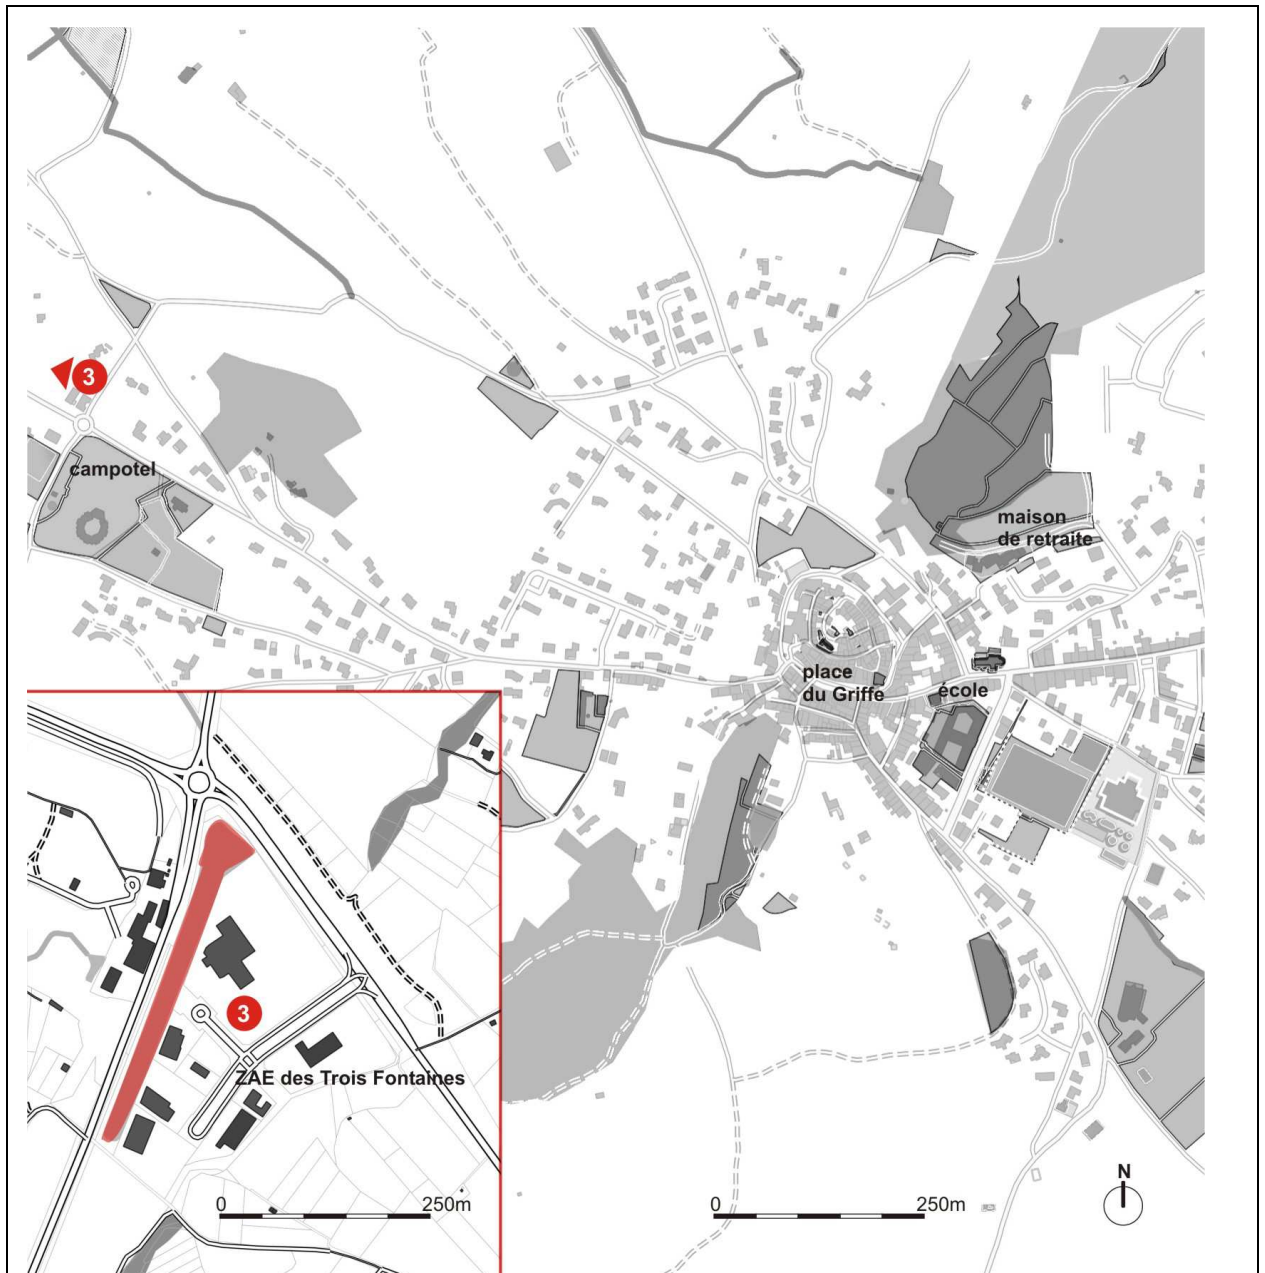 3
campotel
maison
de retraite
place
du Griffe
école
3
ZAE des Trois Fontaines
0
250m
0
250m
N